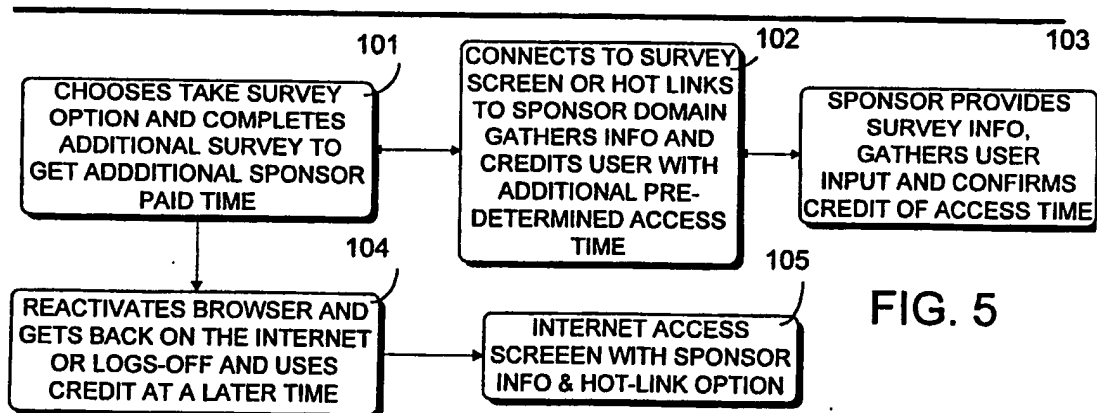 101
CHOOSES TAKE SURVEY
OPTION AND COMPLETES
ADDITIONAL SURVEY TO
GET ADDDITIONAL SPONSOR
PAID TIME
102
CONNECTS TO SURVEY
SCREEN OR HOT LINKS
TO SPONSOR DOMAIN
GATHERS INFO AND
CREDITS USER WITH
ADDITIONAL PRE-
DETERMINED ACCESS
TIME
103
SPONSOR PROVIDES
SURVEY INFO,
GATHERS USER
INPUT AND CONFIRMS
CREDIT OF ACCESS TIME
104
REACTIVATES BROWSER AND
GETS BACK ON THE INTERNET
OR LOGS-OFF AND USES
CREDIT AT A LATER TIME
105
INTERNET ACCESS
SCREEEN WITH SPONSOR
INFO & HOT-LINK OPTION
FIG. 5